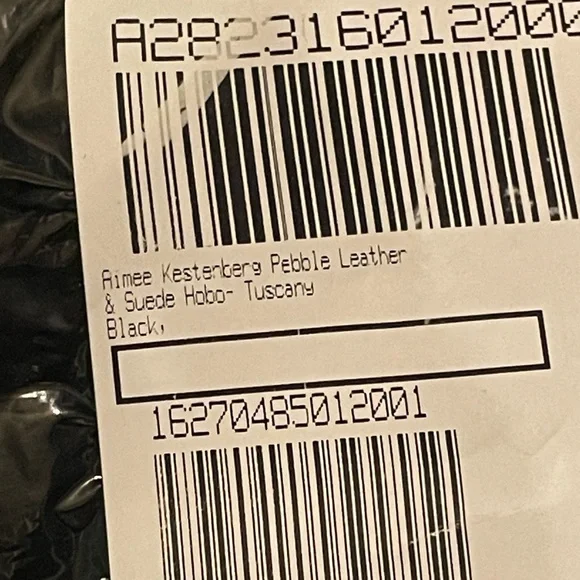 A28231601200
Aimee Kestenberg Pebble Leather
& Suede Hobo- Tuscany
Black,
16270485012001